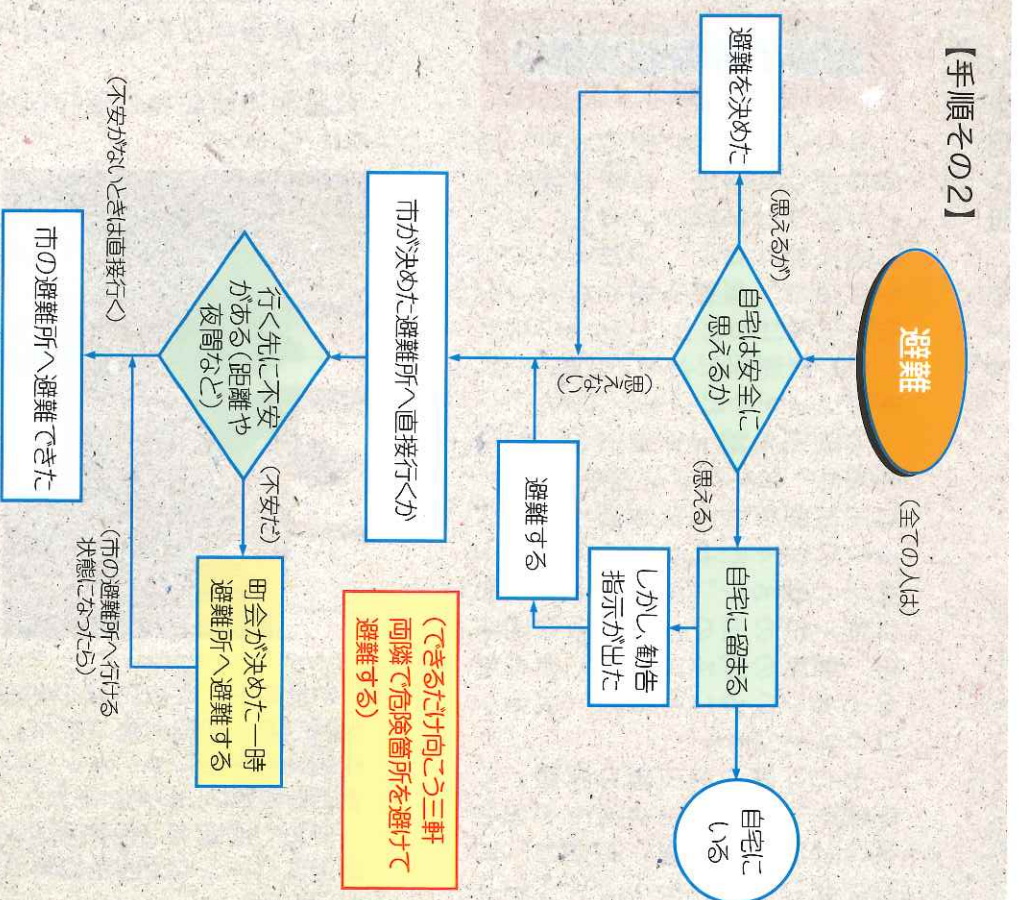 【手順その2】
避難
(全ての人は)
自宅は安全に
思えるか
(思えるが)
避難を決めた
(思える)
自宅に留まる
自宅に
いる
しかし、勧告
指示が出た
避難する
(思えない)
市が決めた避難所へ直接行くか
(できるだけ向こう三軒
両隣で危険箇所を避けて
避難する)
行く先に不安
がある(距離や
夜間など)
(不安だ)
町会が決めた一時
避難所へ避難する
(不安がないときは直接行く)
(市の避難所へ行ける
状態になったら)
市の避難所へ避難できた